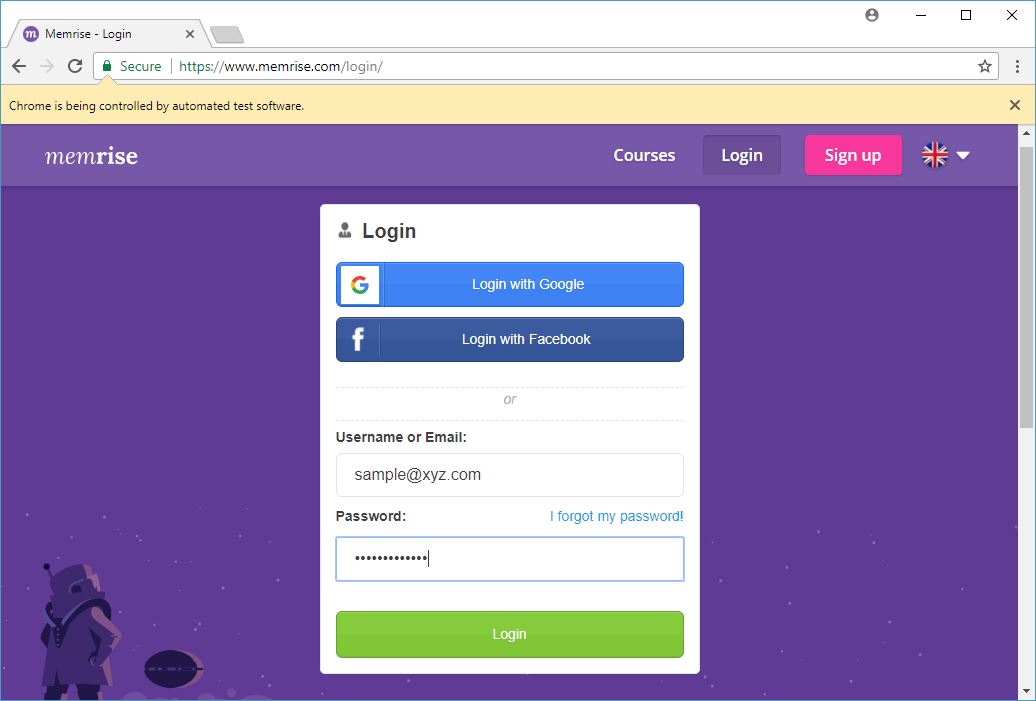 Memrise - Login
Secure https://www.memrise.com/login/
Chrome is being controlled by automated test software.
memrise Courses Login Sign up
Login
Login with Google
Login with Facebook
or
Username or Email:
sample@xyz.com
Password: I forgot my password!
Login